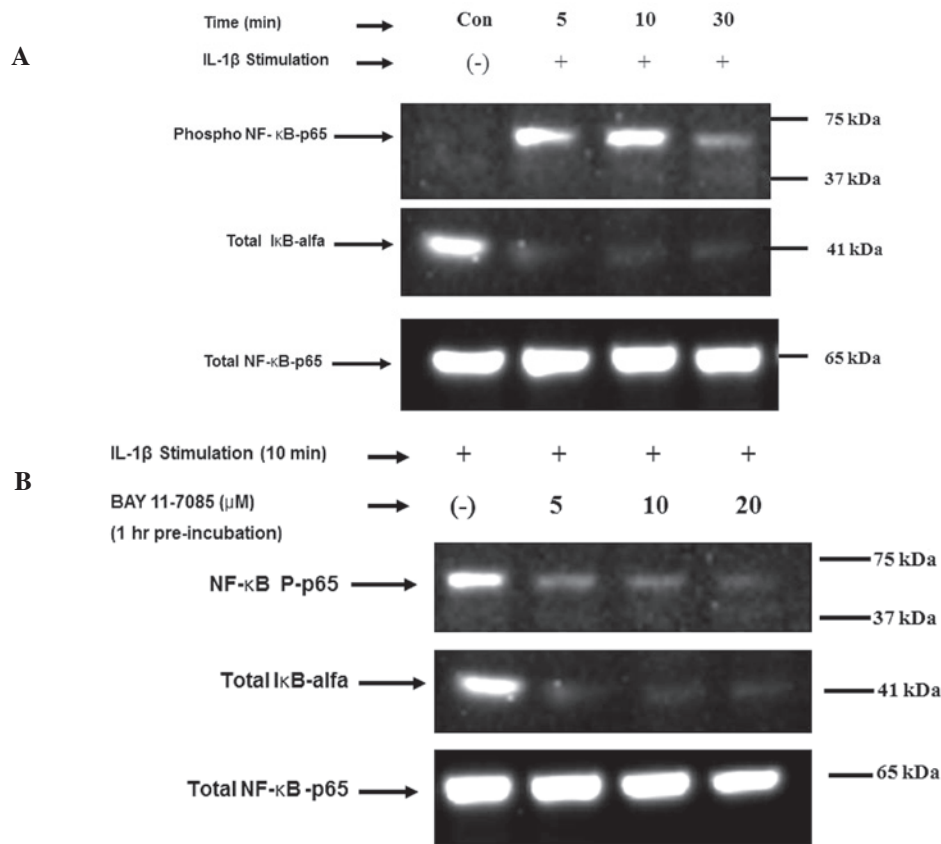 A
Time (min) Con 5 10 30
IL-1β Stimulation (-) + + +
Phospho NF- κB-p65
75 kDa
37 kDa
Total IκB-alfa
41 kDa
Total NF-κB-p65
65 kDa
B
IL-1β Stimulation (10 min) + + + +
BAY 11-7085 (μM) (-) 5 10 20
(1 hr pre-incubation)
NF-κB P-p65
75 kDa
37 kDa
Total IκB-alfa
41 kDa
Total NF-κB -p65
65 kDa